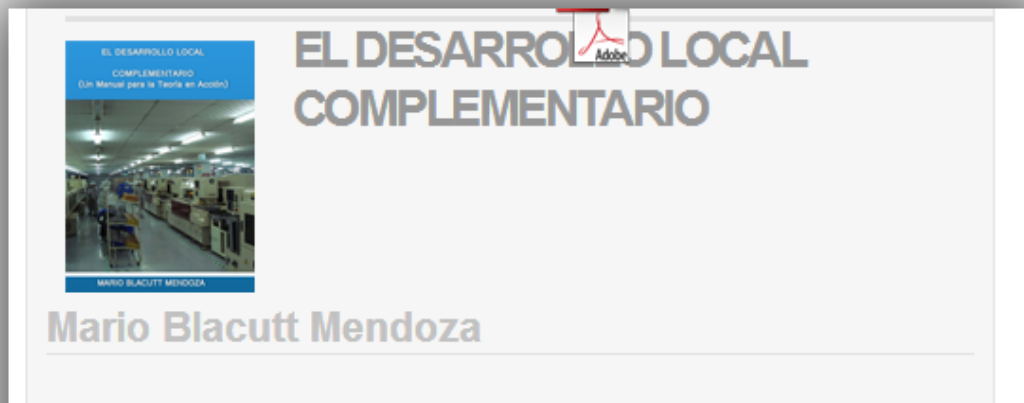 EL DESARROLLO LOCAL
COMPLEMENTARIO
(Un Manual para la Teoría en Acción)
MARIO BLACUTT MENDOZA
Adobe
EL DESARROLLO LOCAL
COMPLEMENTARIO
Mario Blacutt Mendoza